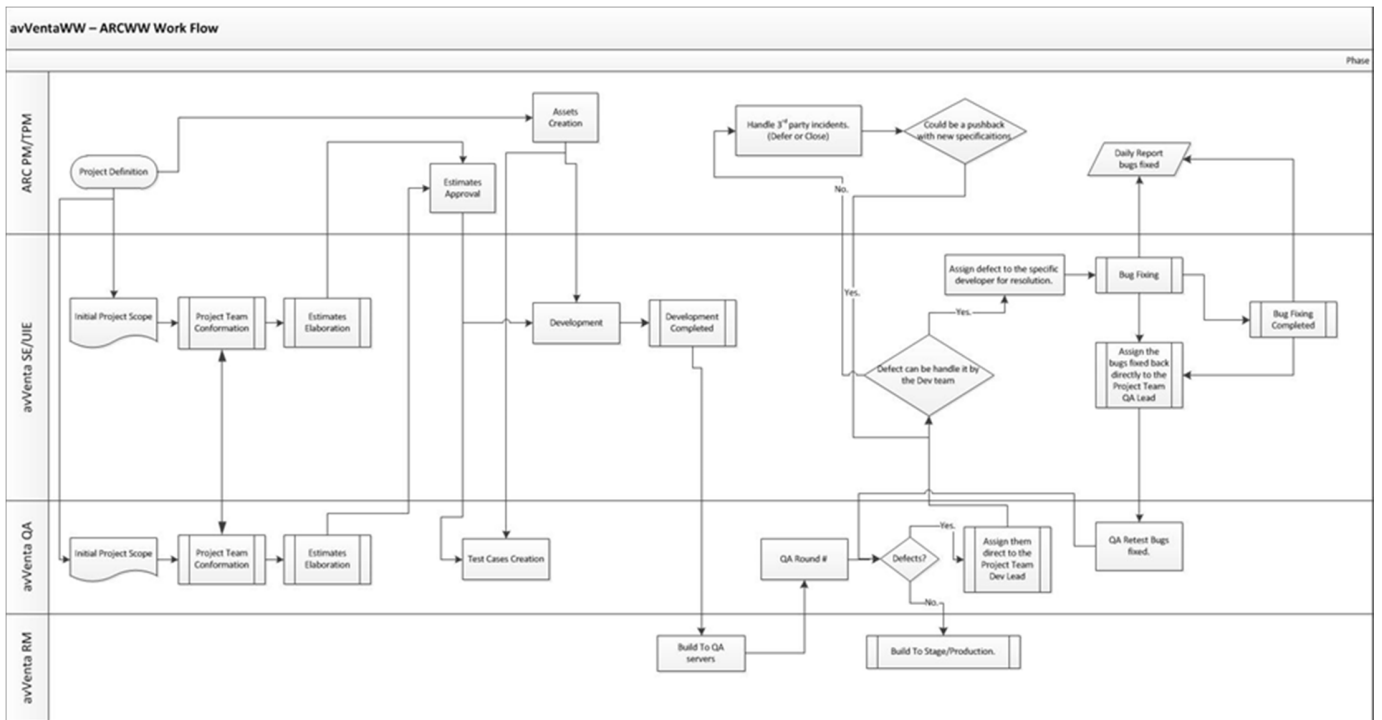 avVentaWW – ARCWW Work Flow
Phase
ARC PM/TPM
Project Definition
Assets
Creation
Estimates
Approval
Handle 3rd party incidents.
(Defer or Close)
Could be a pushback
with new specificaitions
Daily Report
bugs fixed
No.
avVenta SE/UIE
Initial Project Scope
Project Team
Conformation
Estimates
Elaboration
Development
Development
Completed
Yes.
Assign defect to the specific
developer for resolution.
Yes.
Defect can be handle it by
the Dev team
Bug Fixing
Bug Fixing
Completed
Assign the
bugs fixed back
directly to the
Project Team
QA Lead
avVenta QA
Initial Project Scope
Project Team
Conformation
Estimates
Elaboration
Test Cases Creation
QA Round #
Defects?
Yes.
Assign them
direct to the
Project Team
Dev Lead
QA Retest Bugs
fixed.
No.
avVenta RM
Build To QA
servers
Build To Stage/Production.